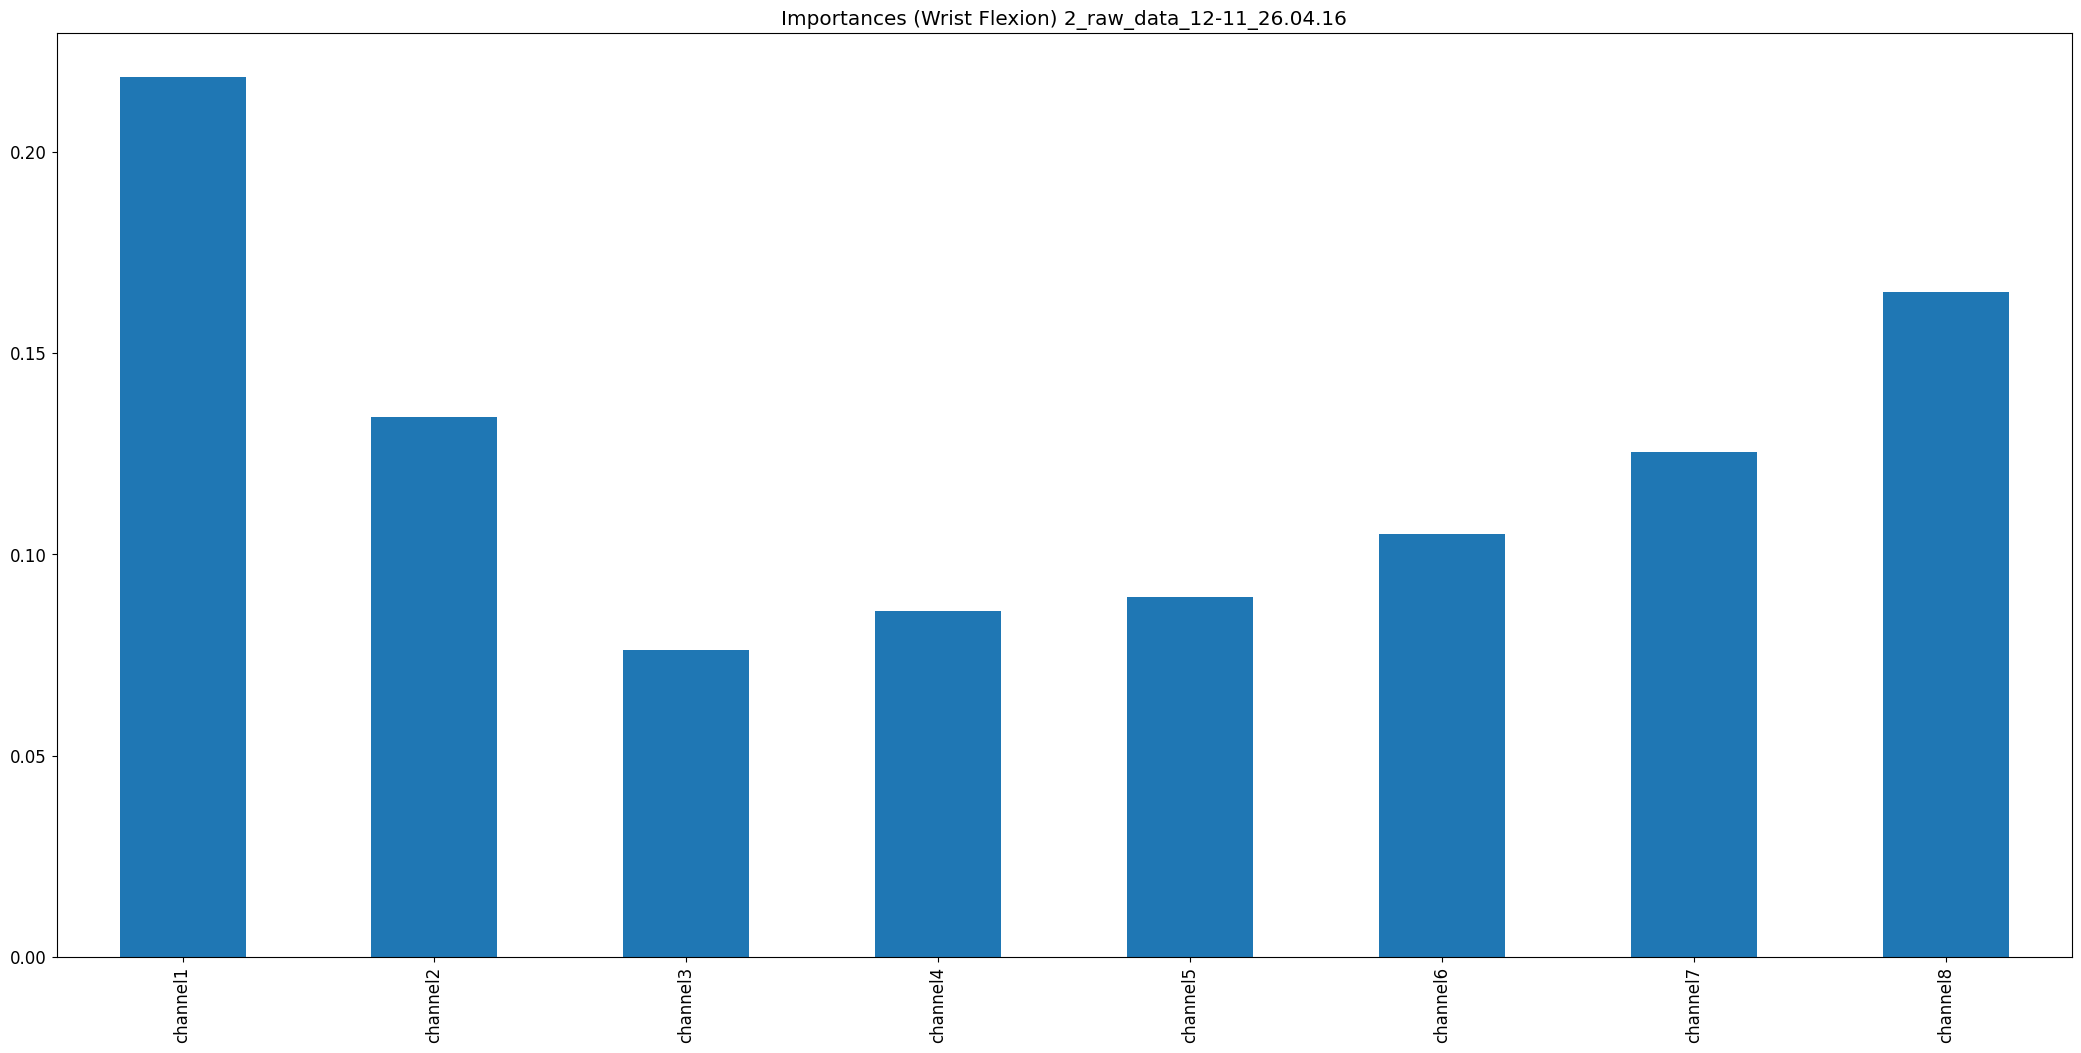 Importances (Wrist Flexion) 2_raw_data_12-11_26.04.16
0.20
0.15
0.10
0.05
0.00
channel1
channel2
channel3
channel4
channel5
channel6
channel7
channel8